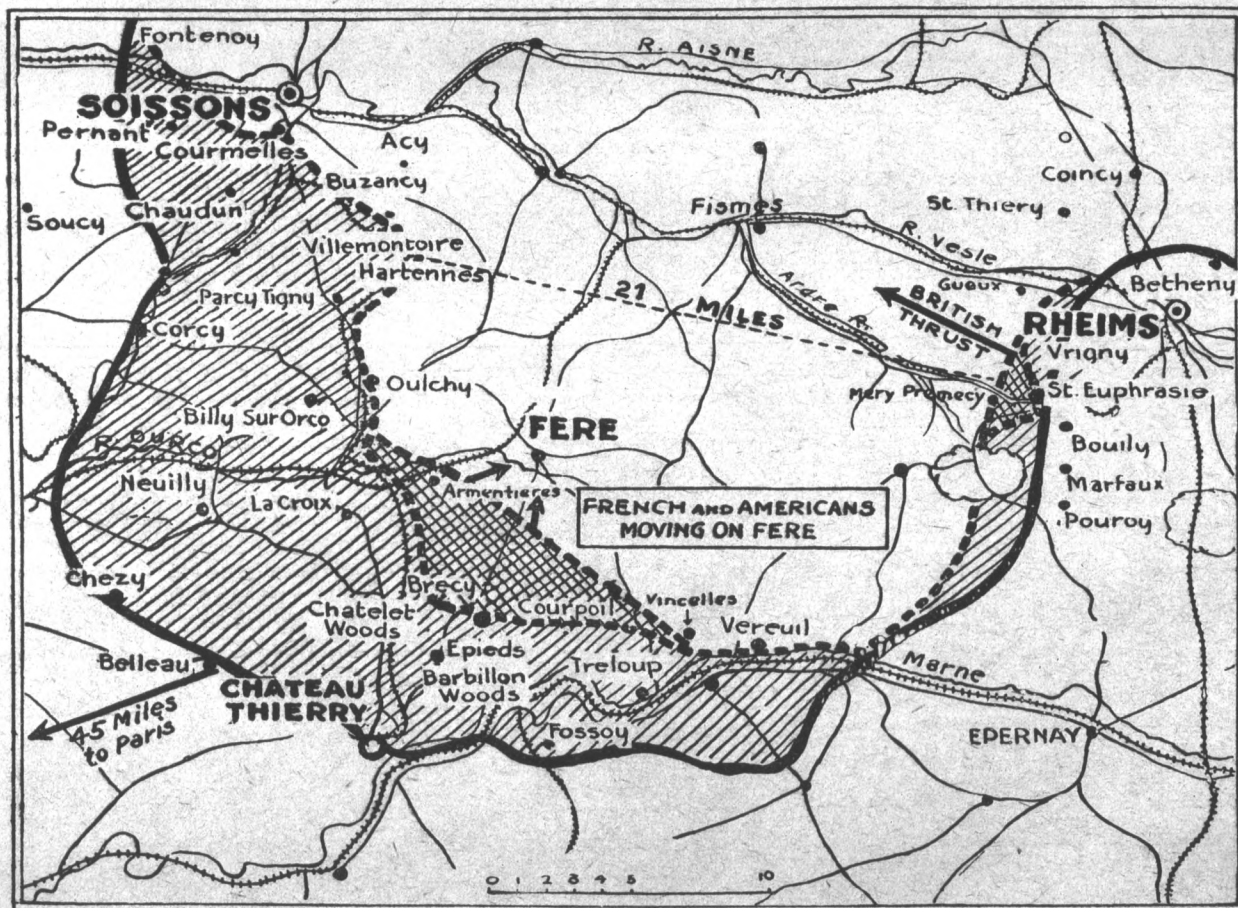 Fontenoy
R. AISNE
SOISSONS
Pernant
Courmelles
Acy
Buzancy
Coincy
Soucy
Chaudun
Fismes
St. Thiery
R. Vesle
Villemontoire
Hartennes
Gueux
Betheny
Parcy Tigny
21 MILES
Ardre R.
BRITISH
THRUST
RHEIMS
Corcy
Vrigny
Oulchy
Mery Premecy
St. Euphrasie
Billy Sur Orco
FERE
Bouily
R. OURCQ
Neuilly
La Croix
Armentieres
FRENCH AND AMERICANS
MOVING ON FERE
Marfaux
Pouroy
Chezy
Brecy
Courpoil
Vincelles
Chatelet
Woods
Vereuil
Epieds
Belleau
Barbillon
Woods
Treloup
Marne
CHATEAU
THIERRY
45 Miles
to paris
Fossoy
EPERNAY
0 1 2 3 4 5 10